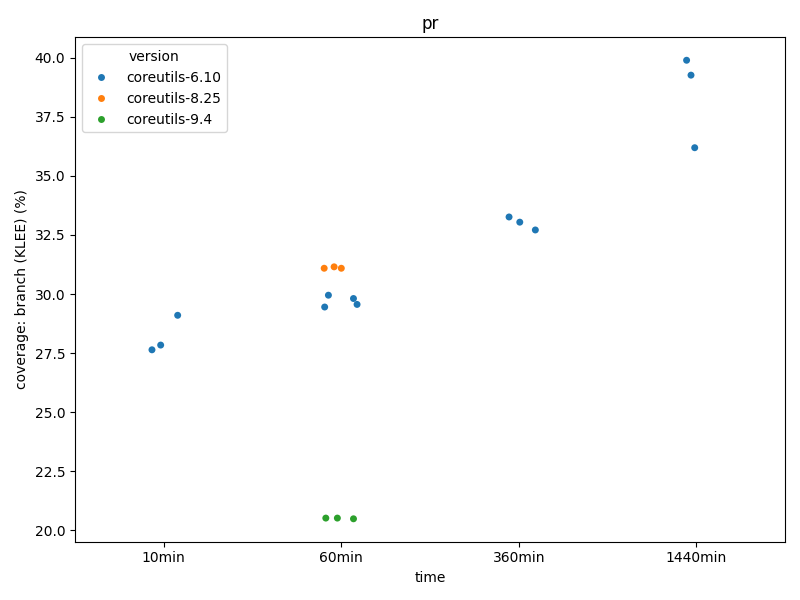 pr
version
coreutils-6.10
coreutils-8.25
coreutils-9.4
coverage: branch (KLEE) (%)
40.0
37.5
35.0
32.5
30.0
27.5
25.0
22.5
20.0
10min 60min 360min 1440min
time